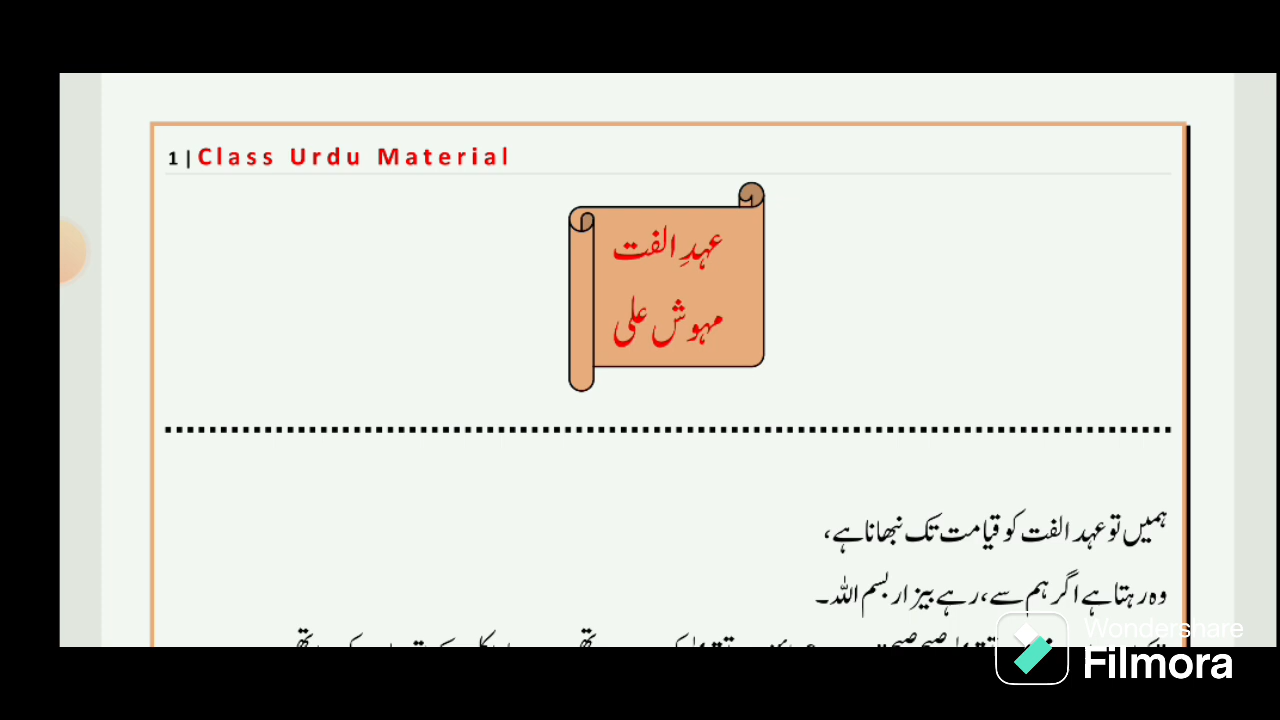 1 | Class Urdu Material
عہدِ الفت
مہوش علی
ہمیں تو عہد الفت کو قیامت تک نبھانا ہے،
وہ رہتا ہے اگر ہم سے، رہے بیزار بسم اللہ۔
Wondershare
Filmora